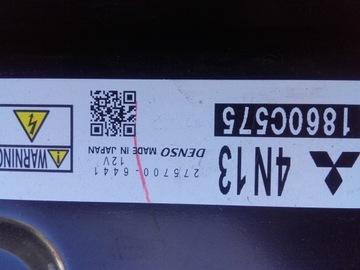 4N13
1860C575
275700-6441
12V
DENSO MADE IN JAPAN
WARNING